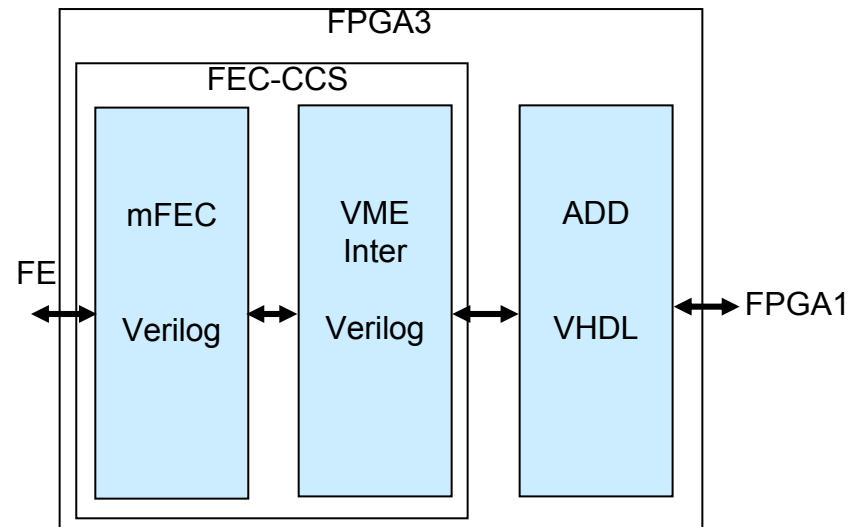 FPGA3
FEC-CCS
mFEC
Verilog
VME
Inter
Verilog
ADD
VHDL
FE
FPGA1